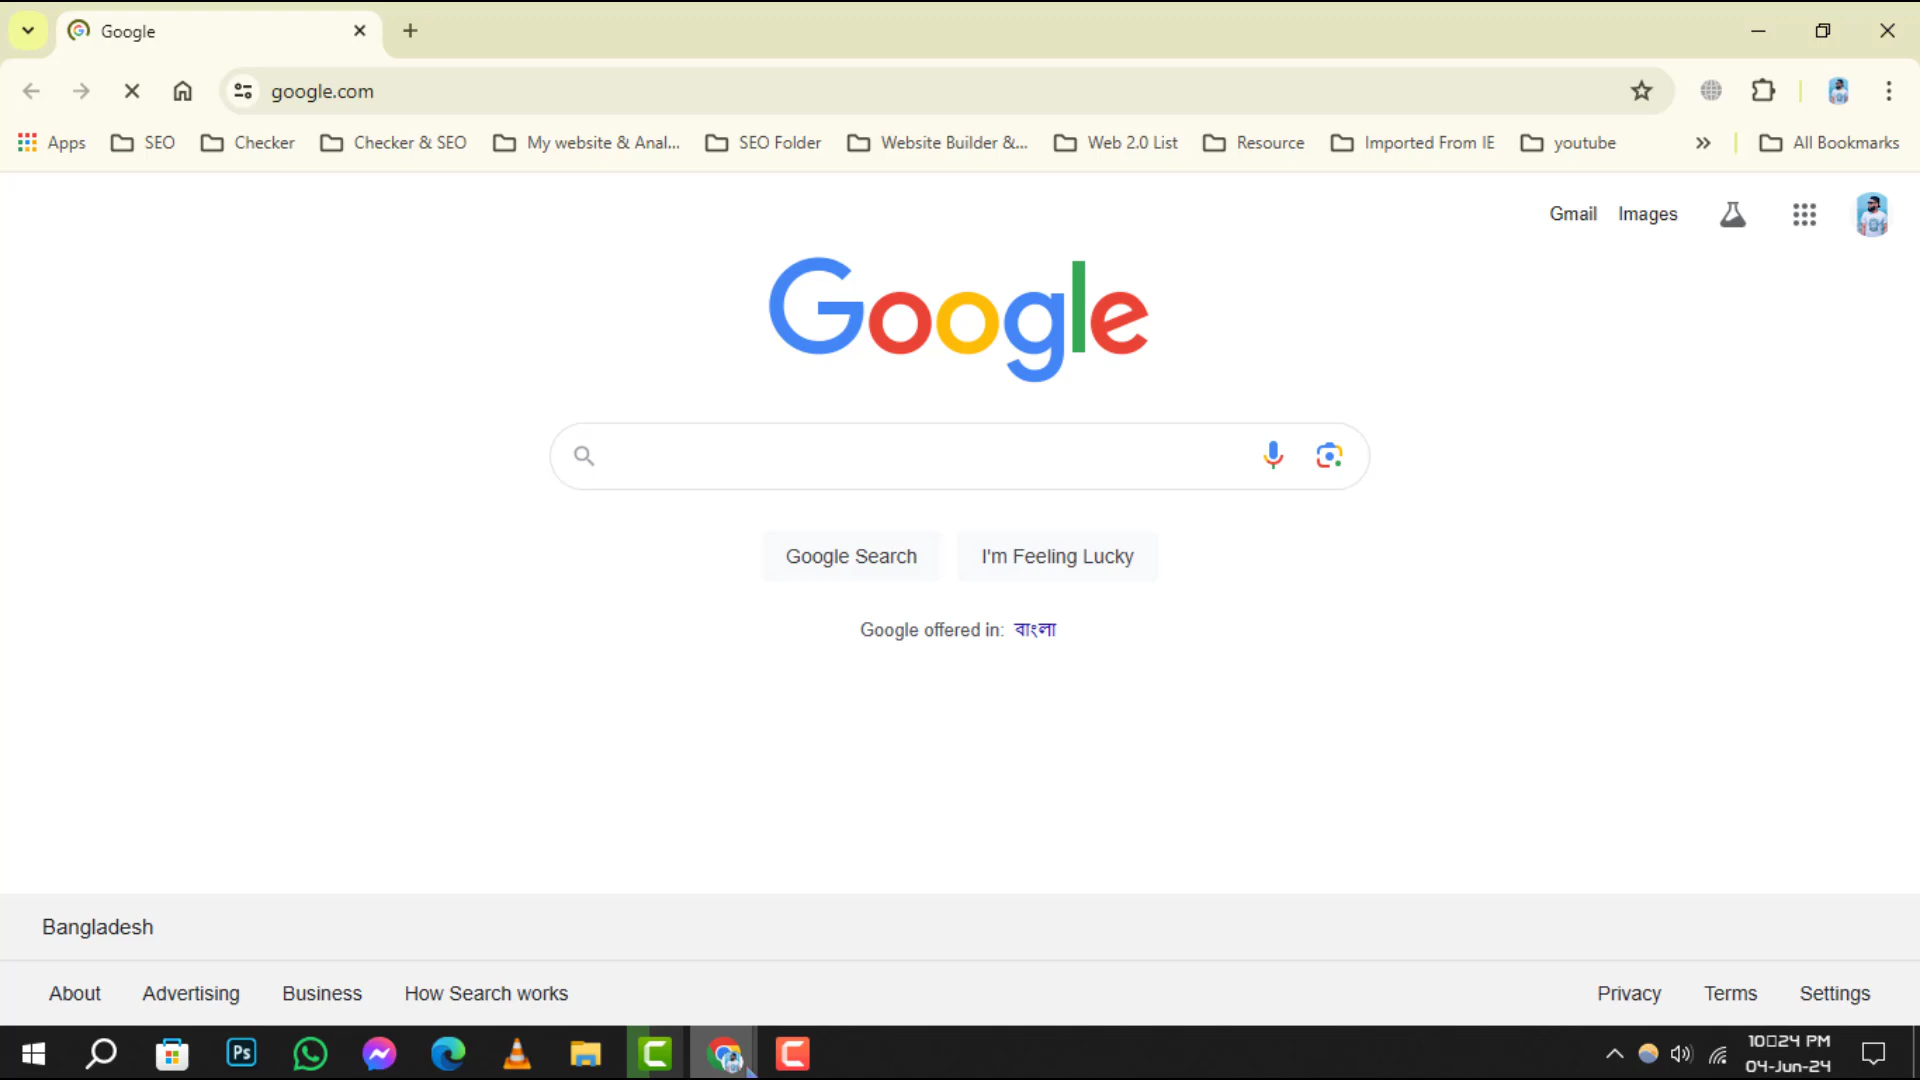 Google
google.com
Apps SEO Checker Checker & SEO My website & Anal... SEO Folder Website Builder &... Web 2.0 List Resource Imported From IE youtube All Bookmarks
Gmail Images
Google
Google Search I'm Feeling Lucky
Google offered in: বাংলা
Bangladesh
About Advertising Business How Search works Privacy Terms Settings
Ps
10□24 PM
04-Jun-24